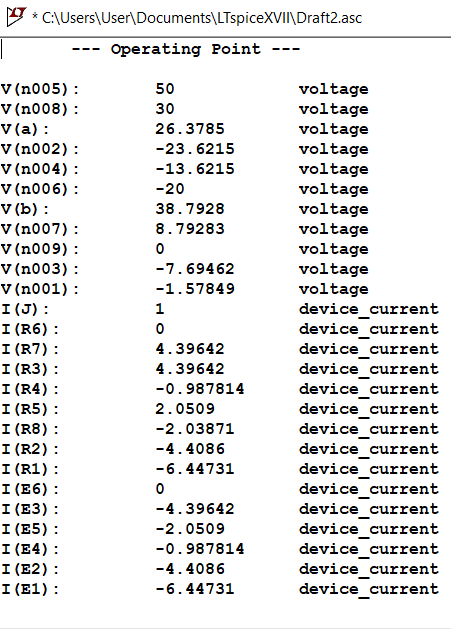 * C:\Users\User\Documents\LTspiceXVII\Draft2.asc
--- Operating Point ---
V(n005): 50 voltage
V(n008): 30 voltage
V(a): 26.3785 voltage
V(n002): -23.6215 voltage
V(n004): -13.6215 voltage
V(n006): -20 voltage
V(b): 38.7928 voltage
V(n007): 8.79283 voltage
V(n009): 0 voltage
V(n003): -7.69462 voltage
V(n001): -1.57849 voltage
I(J): 1 device_current
I(R6): 0 device_current
I(R7): 4.39642 device_current
I(R3): 4.39642 device_current
I(R4): -0.987814 device_current
I(R5): 2.0509 device_current
I(R8): -2.03871 device_current
I(R2): -4.4086 device_current
I(R1): -6.44731 device_current
I(E6): 0 device_current
I(E3): -4.39642 device_current
I(E5): -2.0509 device_current
I(E4): -0.987814 device_current
I(E2): -4.4086 device_current
I(E1): -6.44731 device_current